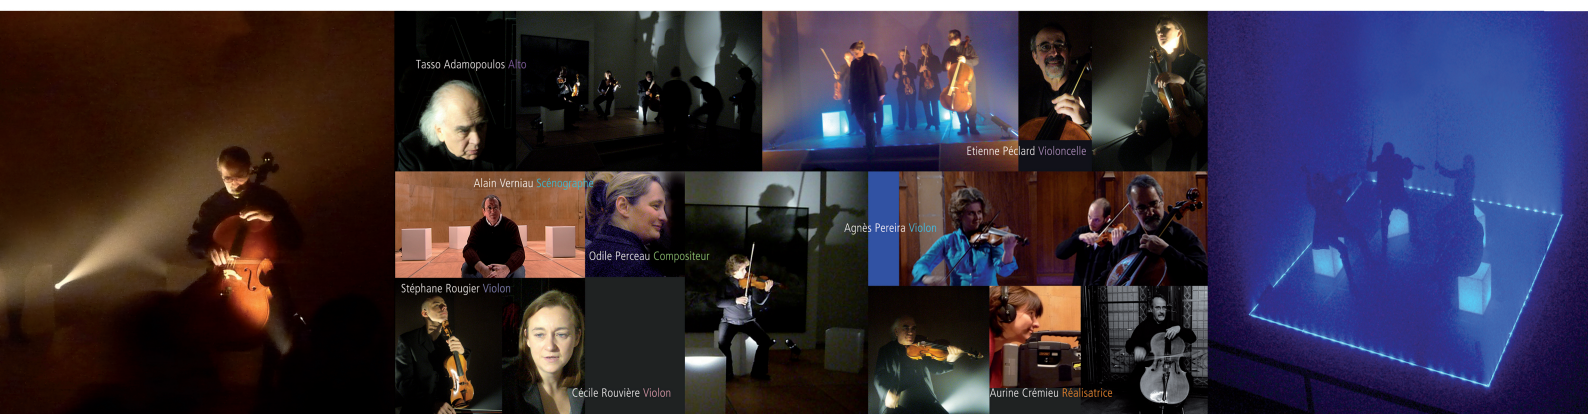 Tasso Adamopoulos Alto
Etienne Péclard Violoncelle
Alain Verniau Scénographe
Agnès Pereira Violon
Odile Perceau Compositeur
Stéphane Rougier Violon
Cécile Rouvière Violon
Aurine Crémieu Réalisatrice